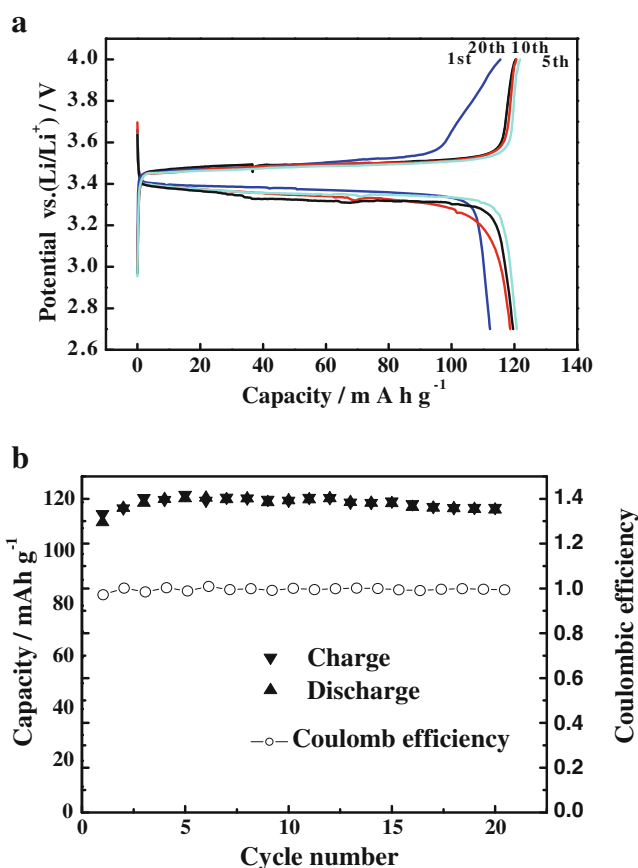 a
4.0
3.8
3.6
3.4
3.2
3.0
2.8
2.6
Potential vs.(Li/Li⁺) / V
1st 20th 10th 5th
0 20 40 60 80 100 120 140
Capacity / m A h g⁻¹
b
120
100
80
60
40
20
0
Capacity / mAh g⁻¹
Charge
Discharge
Coulomb efficiency
1.4
1.2
1.0
0.8
0.6
0.4
0.2
0.0
Coulombic efficiency
0 5 10 15 20
Cycle number